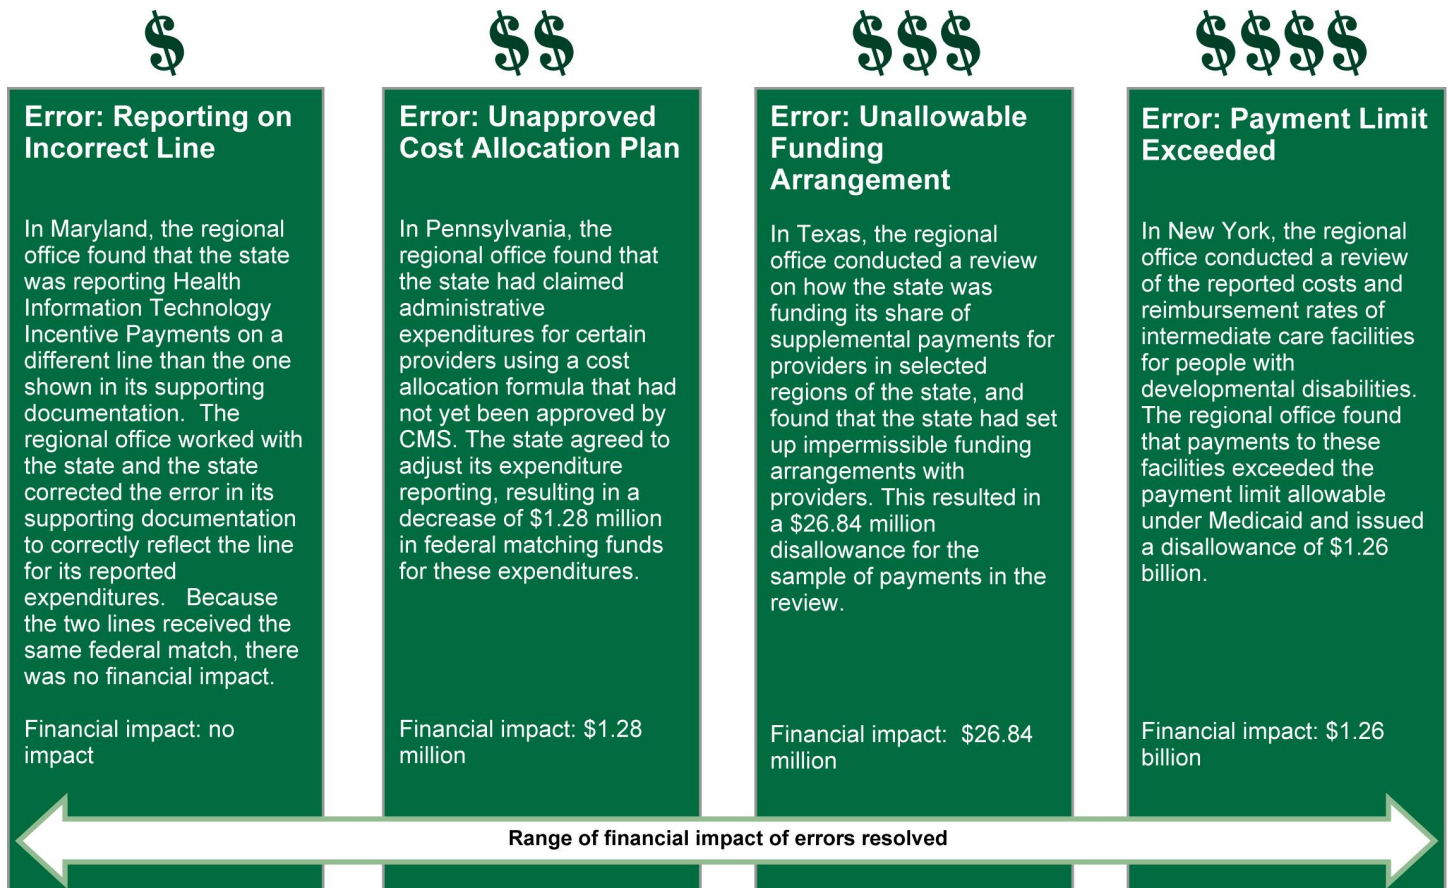 $
Error: Reporting on
Incorrect Line
In Maryland, the regional
office found that the state
was reporting Health
Information Technology
Incentive Payments on a
different line than the one
shown in its supporting
documentation.  The
regional office worked with
the state and the state
corrected the error in its
supporting documentation
to correctly reflect the line
for its reported
expenditures.   Because
the two lines received the
same federal match, there
was no financial impact.
Financial impact: no
impact
$$
Error: Unapproved
Cost Allocation Plan
In Pennsylvania, the
regional office found that
the state had claimed
administrative
expenditures for certain
providers using a cost
allocation formula that had
not yet been approved by
CMS. The state agreed to
adjust its expenditure
reporting, resulting in a
decrease of $1.28 million
in federal matching funds
for these expenditures.
Financial impact: $1.28
million
$$$
Error: Unallowable
Funding
Arrangement
In Texas, the regional
office conducted a review
on how the state was
funding its share of
supplemental payments for
providers in selected
regions of the state, and
found that the state had set
up impermissible funding
arrangements with
providers. This resulted in
a $26.84 million
disallowance for the
sample of payments in the
review.
Financial impact:  $26.84
million
$$$$
Error: Payment Limit
Exceeded
In New York, the regional
office conducted a review
of the reported costs and
reimbursement rates of
intermediate care facilities
for people with
developmental disabilities.
The regional office found
that payments to these
facilities exceeded the
payment limit allowable
under Medicaid and issued
a disallowance of $1.26
billion.
Financial impact: $1.26
billion
Range of financial impact of errors resolved